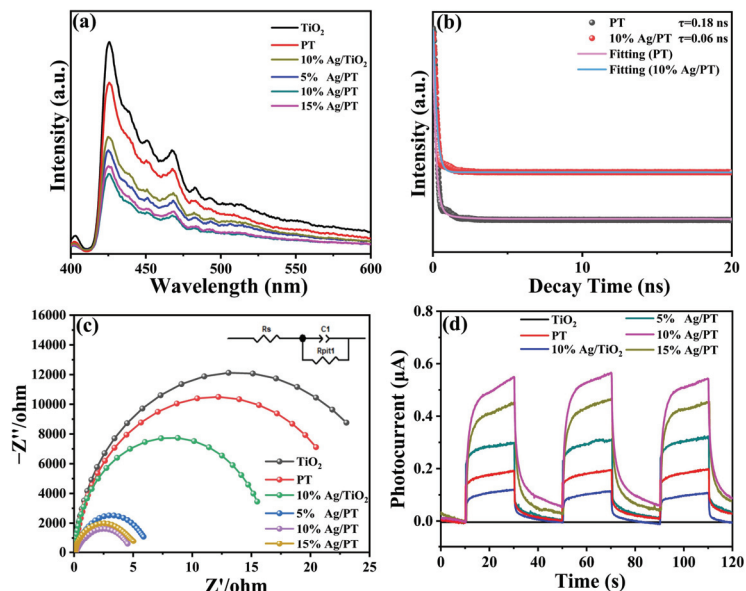 (a)
TiO2
PT
10% Ag/TiO2
5% Ag/PT
10% Ag/PT
15% Ag/PT
Intensity (a.u.)
400 450 500 550 600
Wavelength (nm)
(b)
PT τ=0.18 ns
10% Ag/PT τ=0.06 ns
Fitting (PT)
Fitting (10% Ag/PT)
Intensity (a.u.)
0 10 20
Decay Time (ns)
(c)
16000
14000
12000
10000
8000
6000
4000
2000
0
−Z''/ohm
Rs C1
Rpit1
TiO2
PT
10% Ag/TiO2
5% Ag/PT
10% Ag/PT
15% Ag/PT
0 5 10 15 20 25
Z'/ohm
(d)
0.8
0.6
0.4
0.2
0.0
Photocurrent (μA)
TiO2
PT
10% Ag/TiO2
5% Ag/PT
10% Ag/PT
15% Ag/PT
0 20 40 60 80 100 120
Time (s)